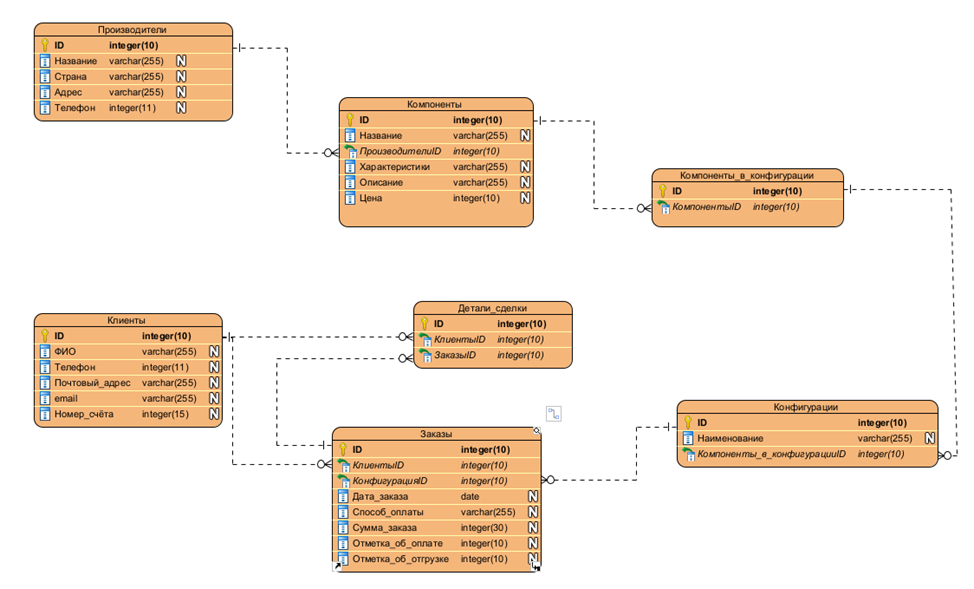 Производители
ID integer(10)
Название varchar(255) N
Страна varchar(255) N
Адрес varchar(255) N
Телефон integer(11) N
Компоненты
ID integer(10)
Название varchar(255) N
ПроизводителиID integer(10)
Характеристики varchar(255) N
Описание varchar(255) N
Цена integer(10) N
Компоненты_в_конфигурации
ID integer(10)
КомпонентыID integer(10)
Клиенты
ID integer(10)
ФИО varchar(255) N
Телефон integer(11) N
Почтовый_адрес varchar(255) N
email varchar(255) N
Номер_счёта integer(15) N
Детали_сделки
ID integer(10)
КлиентыID integer(10)
ЗаказыID integer(10)
Заказы
ID integer(10)
КлиентыID integer(10)
КонфигурацияID integer(10)
Дата_заказа date N
Способ_оплаты varchar(255) N
Сумма_заказа integer(30) N
Отметка_об_оплате integer(10) N
Отметка_об_отгрузке integer(10) N
Конфигурации
ID integer(10)
Наименование varchar(255) N
Компоненты_в_конфигурацииID integer(10)